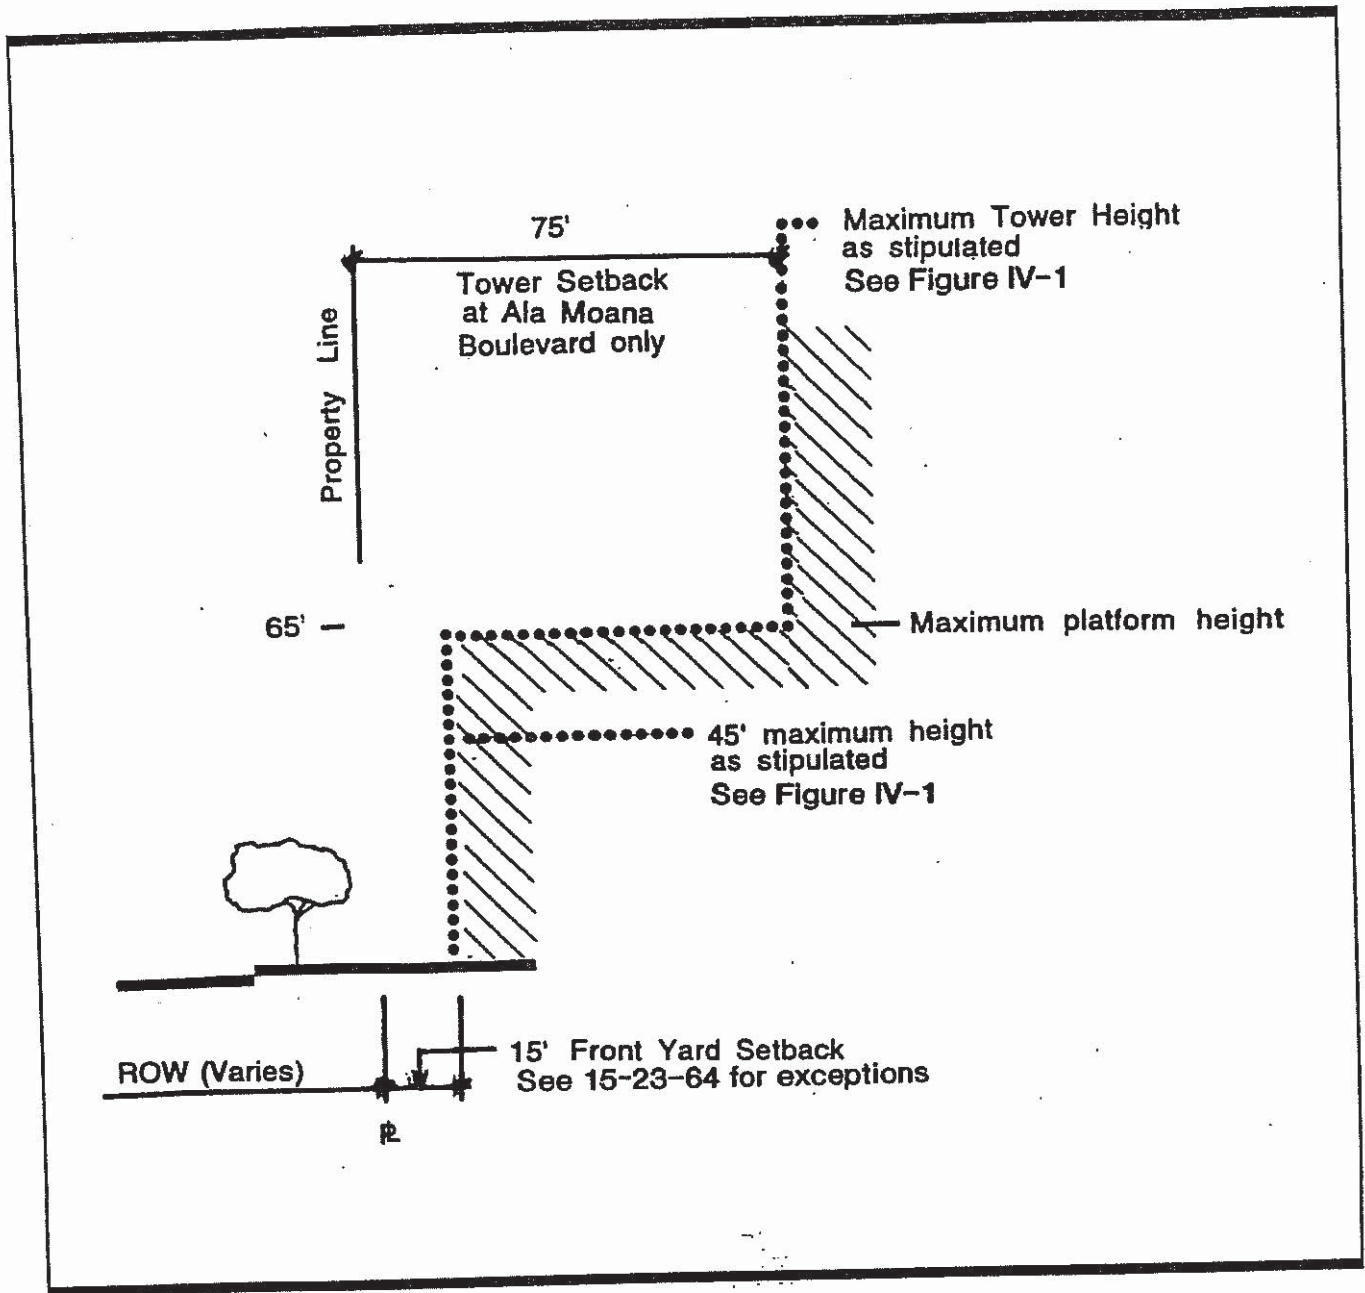 75'
Maximum Tower Height
as stipulated
See Figure IV-1
Tower Setback
at Ala Moana
Boulevard only
Property Line
65'
Maximum platform height
45' maximum height
as stipulated
See Figure IV-1
15' Front Yard Setback
See 15-23-64 for exceptions
ROW (Varies)
PL